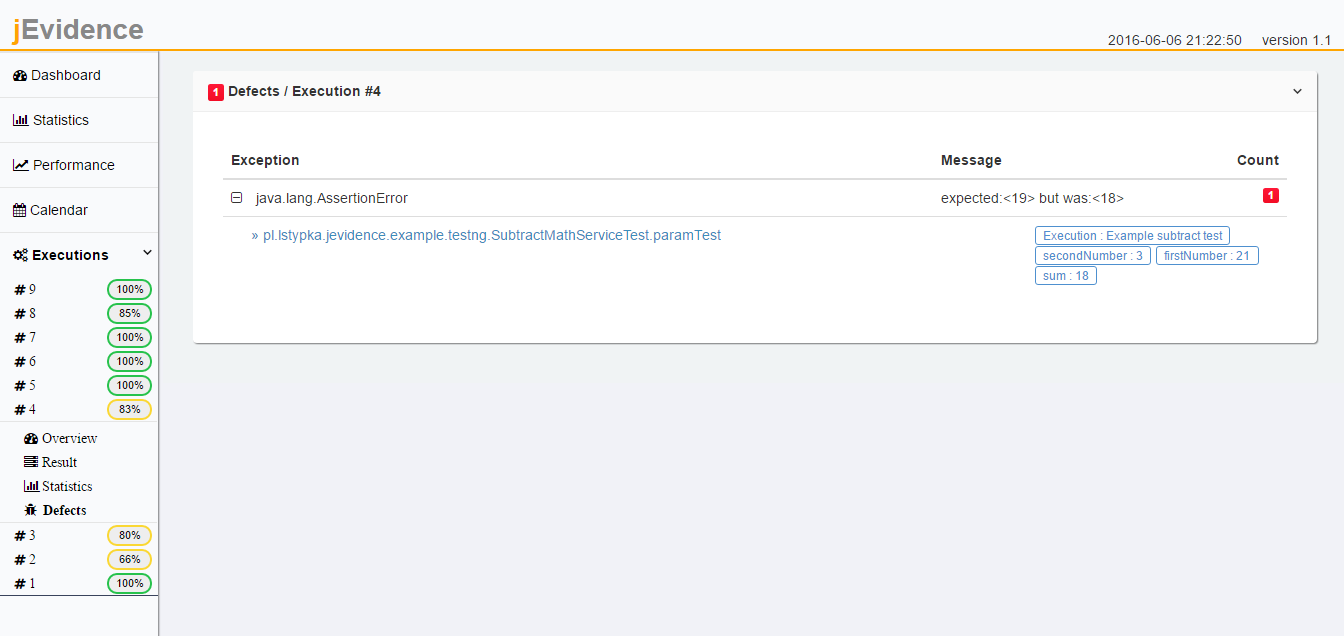 jEvidence
2016-06-06 21:22:50 version 1.1
Dashboard
Statistics
Performance
Calendar
Executions
# 9 100%
# 8 85%
# 7 100%
# 6 100%
# 5 100%
# 4 83%
Overview
Result
Statistics
Defects
# 3 80%
# 2 66%
# 1 100%
1 Defects / Execution #4
Exception Message Count
java.lang.AssertionError expected:<19> but was:<18> 1
» pl.lstypka.jevidence.example.testng.SubtractMathServiceTest.paramTest Execution : Example subtract test
secondNumber : 3 firstNumber : 21
sum : 18